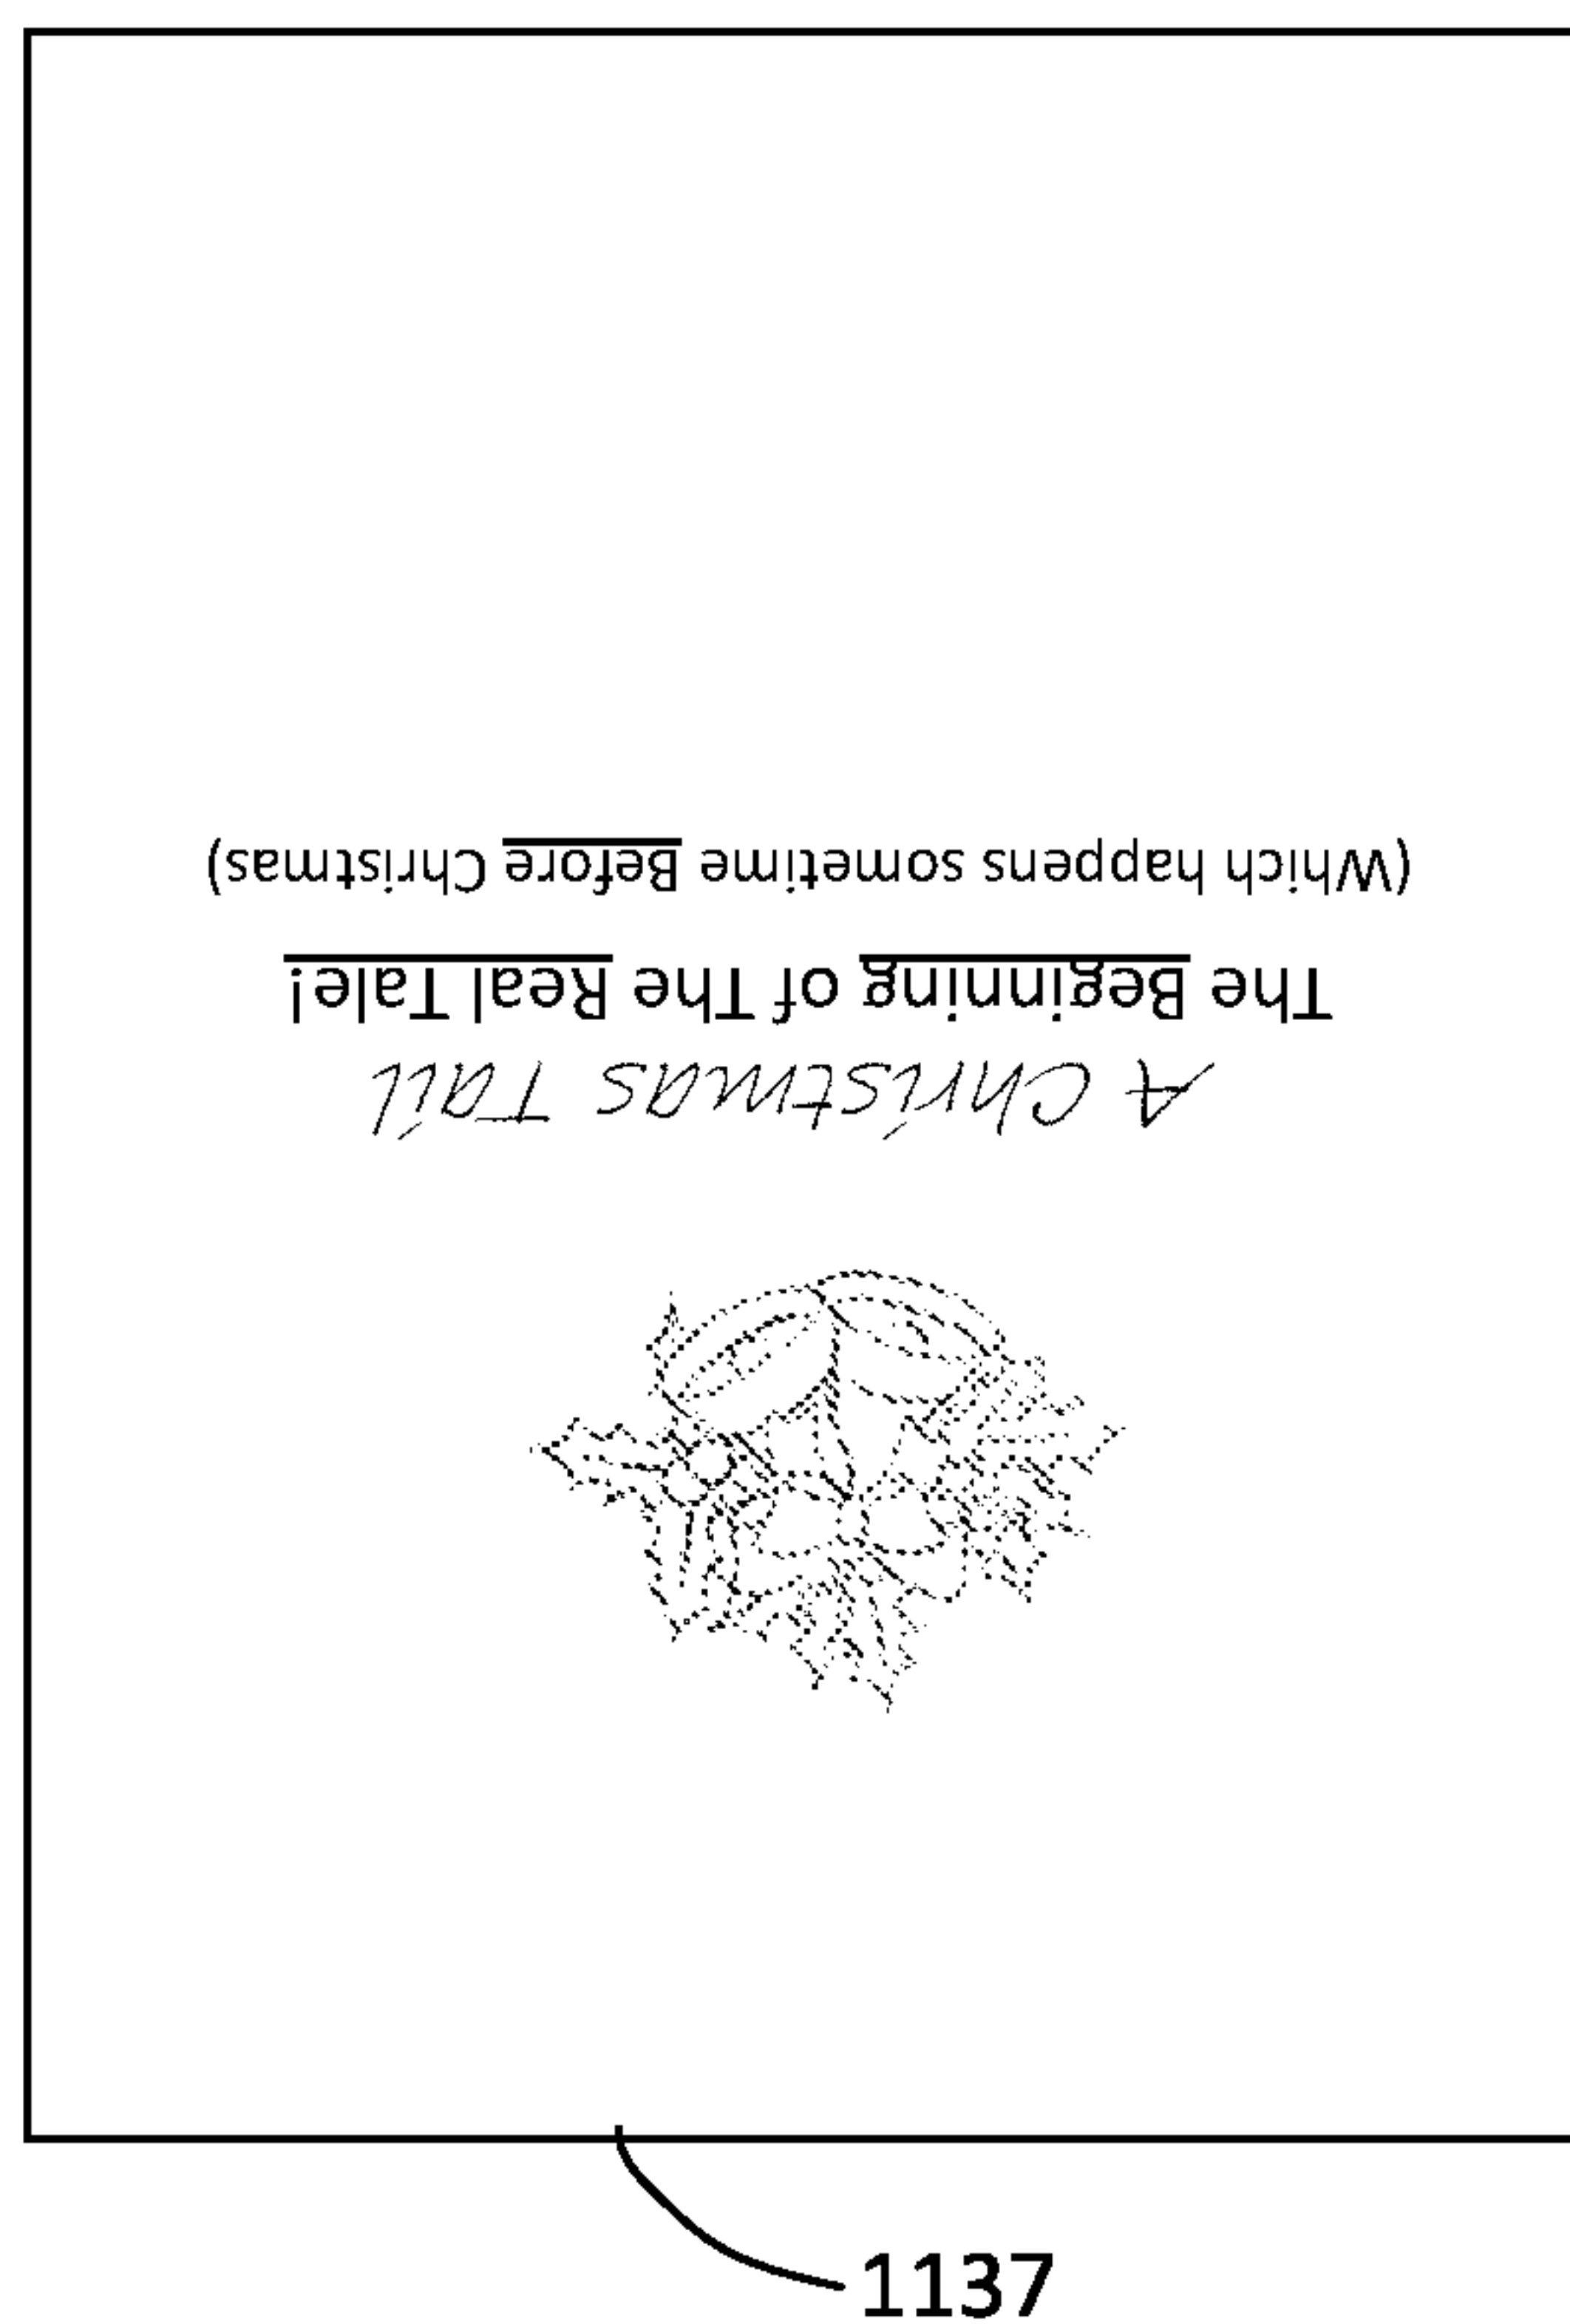 A Christmas Tail
The Beginning of The Real Tale!
(Which happens sometime Before Christmas)
1137